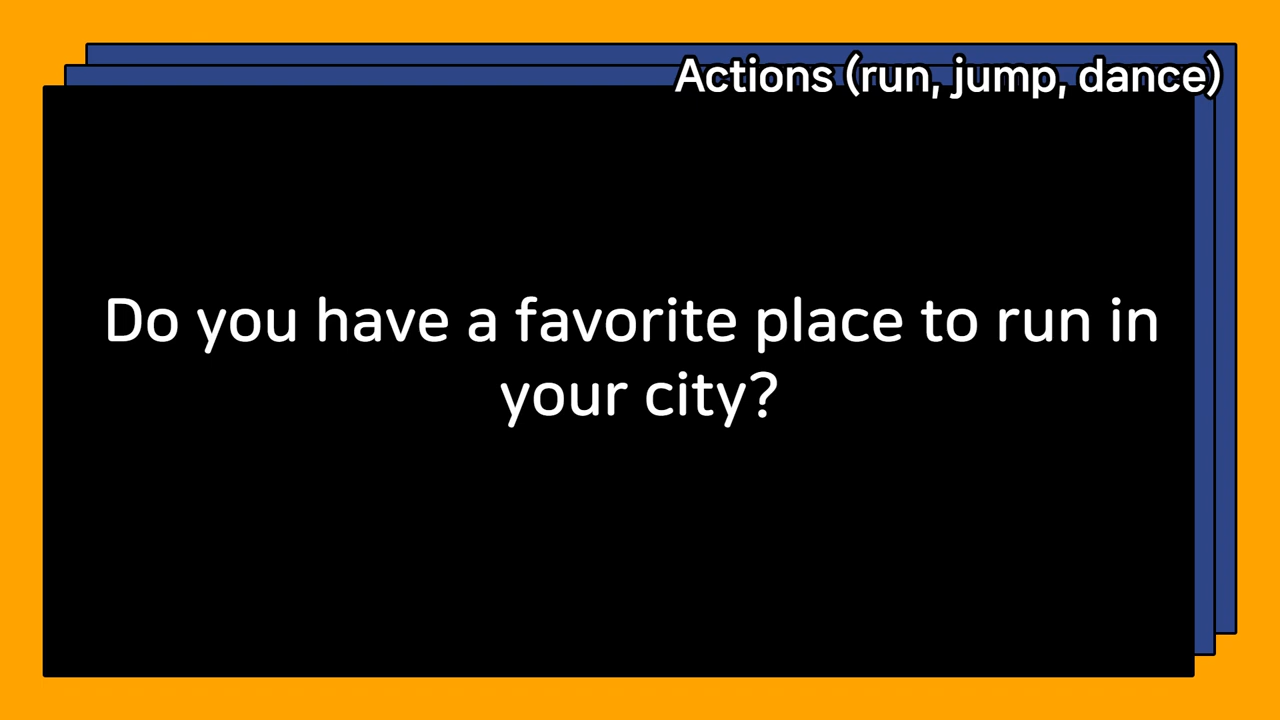 Actions (run, jump, dance)
Do you have a favorite place to run in
your city?